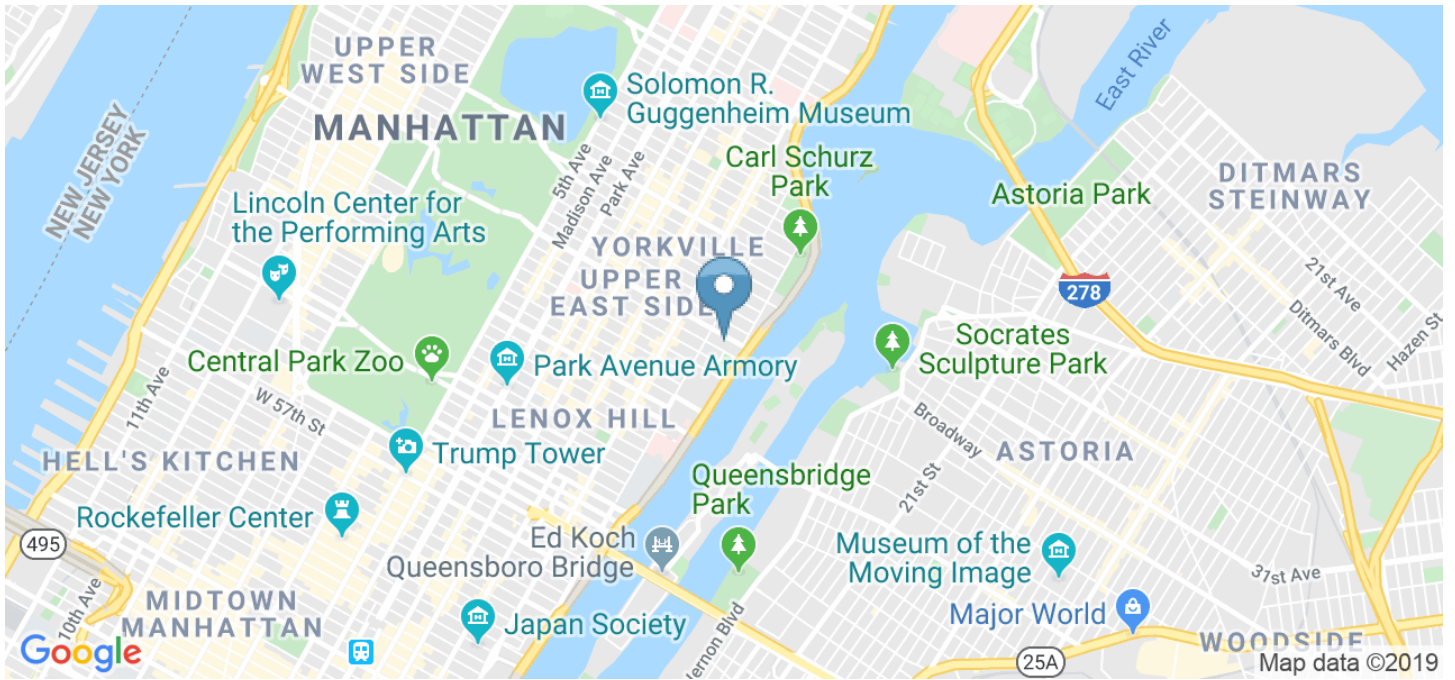 UPPER
WEST SIDE
Solomon R.
Guggenheim Museum
MANHATTAN
East River
NEW JERSEY
NEW YORK
5th Ave
Madison Ave
Park Ave
Carl Schurz
Park
Astoria Park
DITMARS
STEINWAY
Lincoln Center for
the Performing Arts
YORKVILLE
UPPER
EAST SIDE
278
21st Ave
Ditmars Blvd
Hazen St
Socrates
Sculpture Park
Central Park Zoo
Park Avenue Armory
11th Ave
W 57th St
LENOX HILL
Broadway
ASTORIA
HELL'S KITCHEN
Trump Tower
Queensbridge
Park
21st St
Rockefeller Center
495
Ed Koch
Queensboro Bridge
Museum of the
Moving Image
31st Ave
10th Ave
MIDTOWN
MANHATTAN
Japan Society
Major World
WOODSIDE
Google
ernon Blvd
25A
Map data ©2019